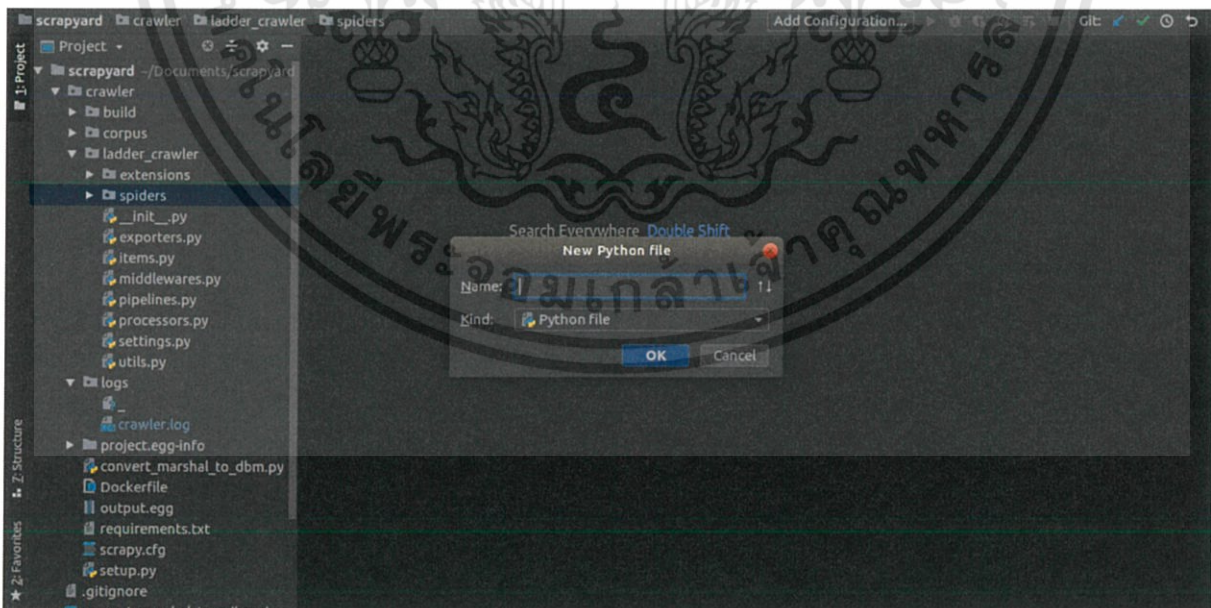 scrapyard crawler ladder_crawler spiders Add Configuration... Git:
1: Project
Project
scrapyard ~/Documents/scrapyard
crawler
build
corpus
ladder_crawler
extensions
spiders
__init__.py
exporters.py
items.py
middlewares.py
pipelines.py
processors.py
settings.py
utils.py
logs
_
crawler.log
project.egg-info
convert_marshal_to_dbm.py
Dockerfile
output.egg
requirements.txt
scrapy.cfg
setup.py
.gitignore
Z: Structure
2: Favorites
Search Everywhere Double Shift
New Python file
Name:
Kind: Python file
OK Cancel